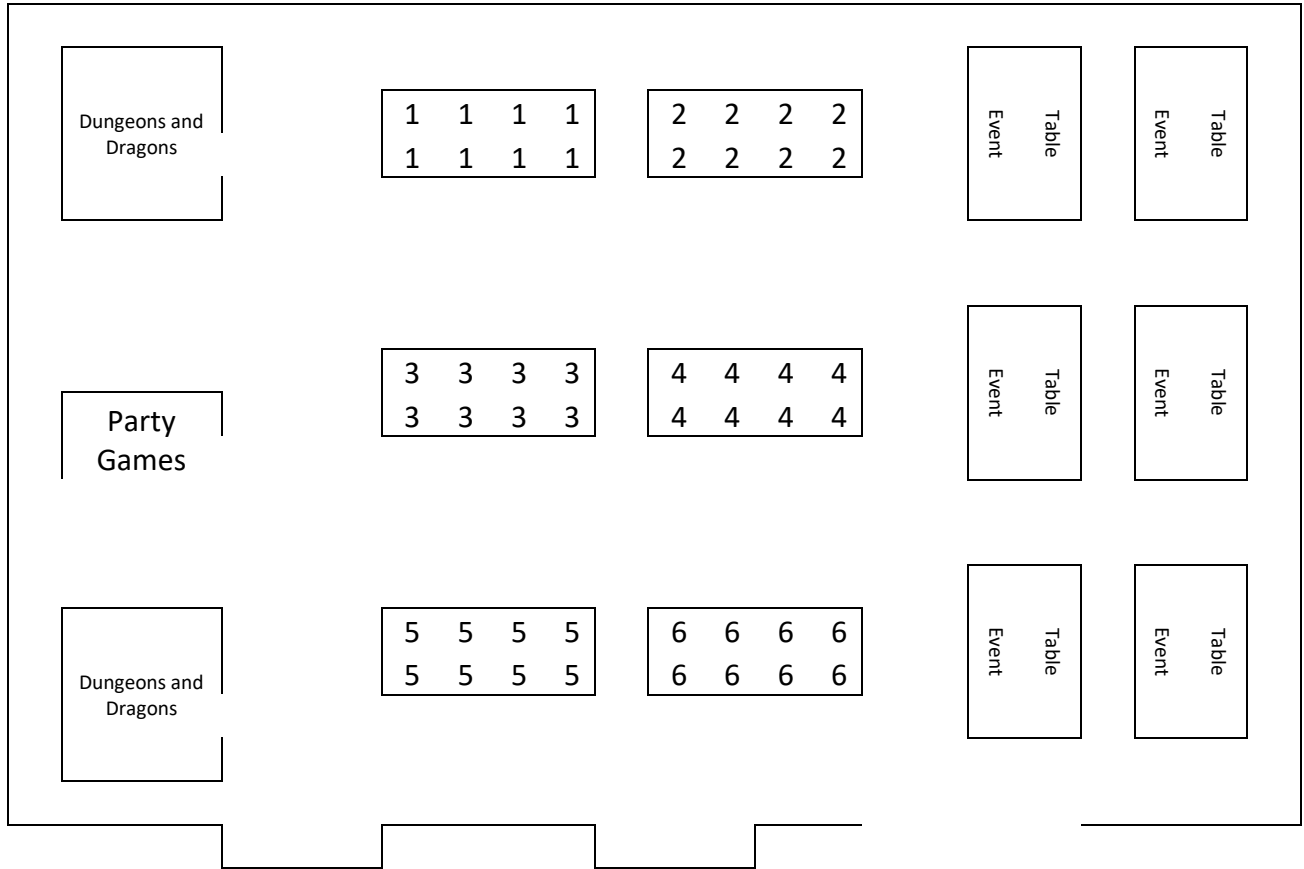 Dungeons and
Dragons
1 1 1 1
1 1 1 1
2 2 2 2
2 2 2 2
Event
Table
Event
Table
Party
Games
3 3 3 3
3 3 3 3
4 4 4 4
4 4 4 4
Event
Table
Event
Table
Dungeons and
Dragons
5 5 5 5
5 5 5 5
6 6 6 6
6 6 6 6
Event
Table
Event
Table